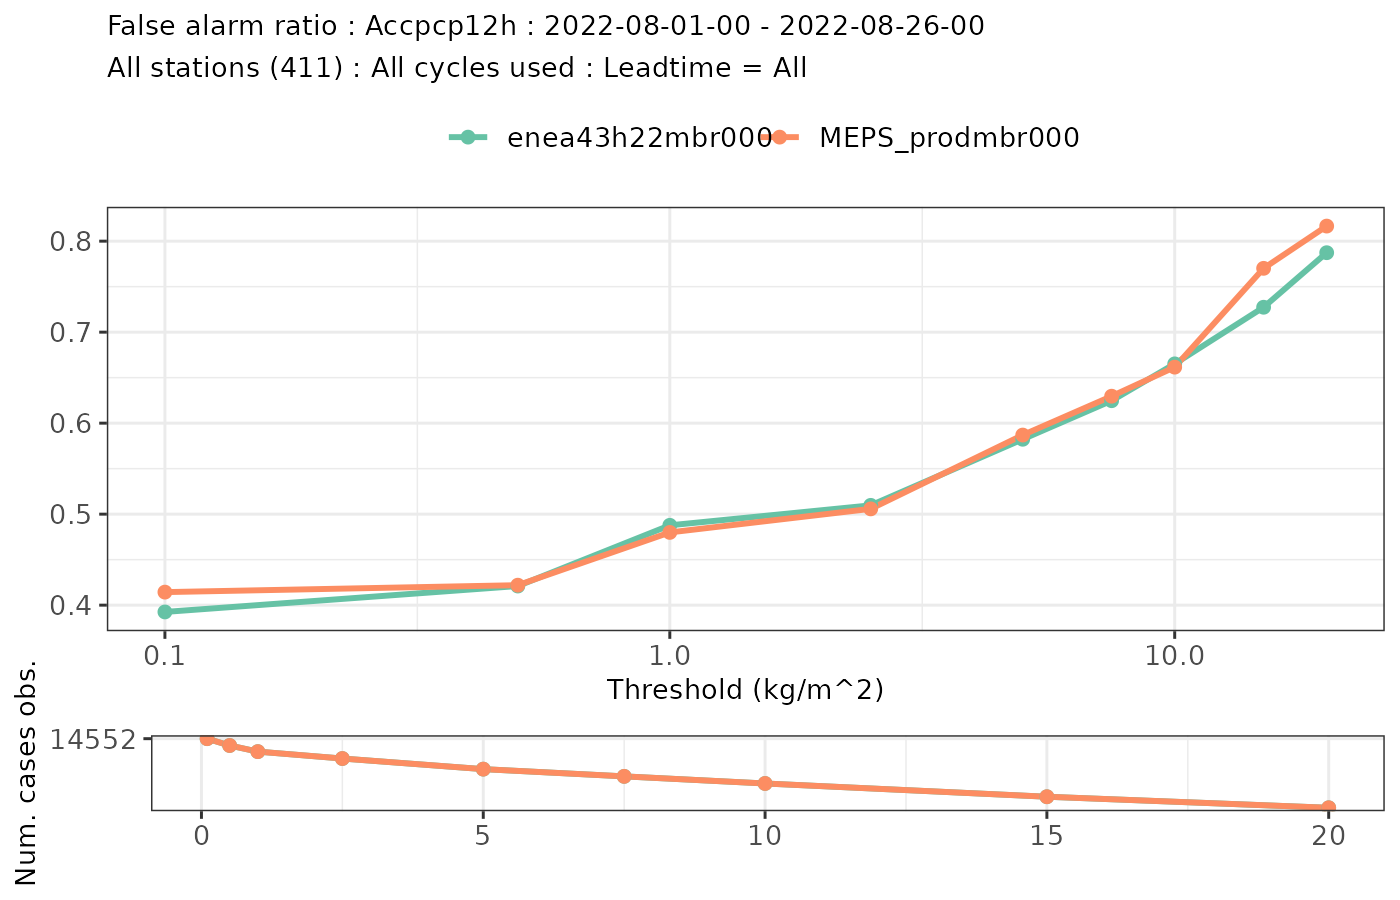 False alarm ratio : Accpcp12h : 2022-08-01-00 - 2022-08-26-00
All stations (411) : All cycles used : Leadtime = All
enea43h22mbr000 MEPS_prodmbr000
0.8
0.7
0.6
0.5
0.4
0.1 1.0 10.0
Threshold (kg/m^2)
Num. cases obs.
14552
0 5 10 15 20